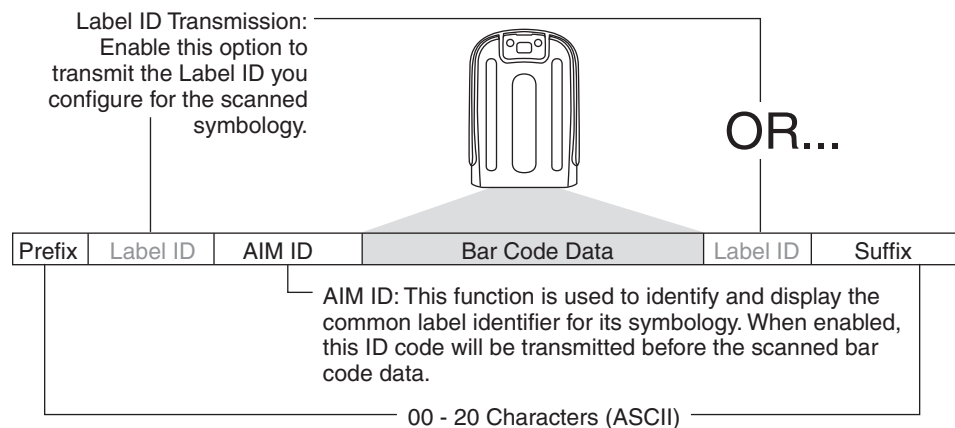 Label ID Transmission:
Enable this option to
transmit the Label ID you
configure for the scanned
symbology.
OR...
Prefix Label ID AIM ID Bar Code Data Label ID Suffix
AIM ID: This function is used to identify and display the
common label identifier for its symbology. When enabled,
this ID code will be transmitted before the scanned bar
code data.
00 - 20 Characters (ASCII)